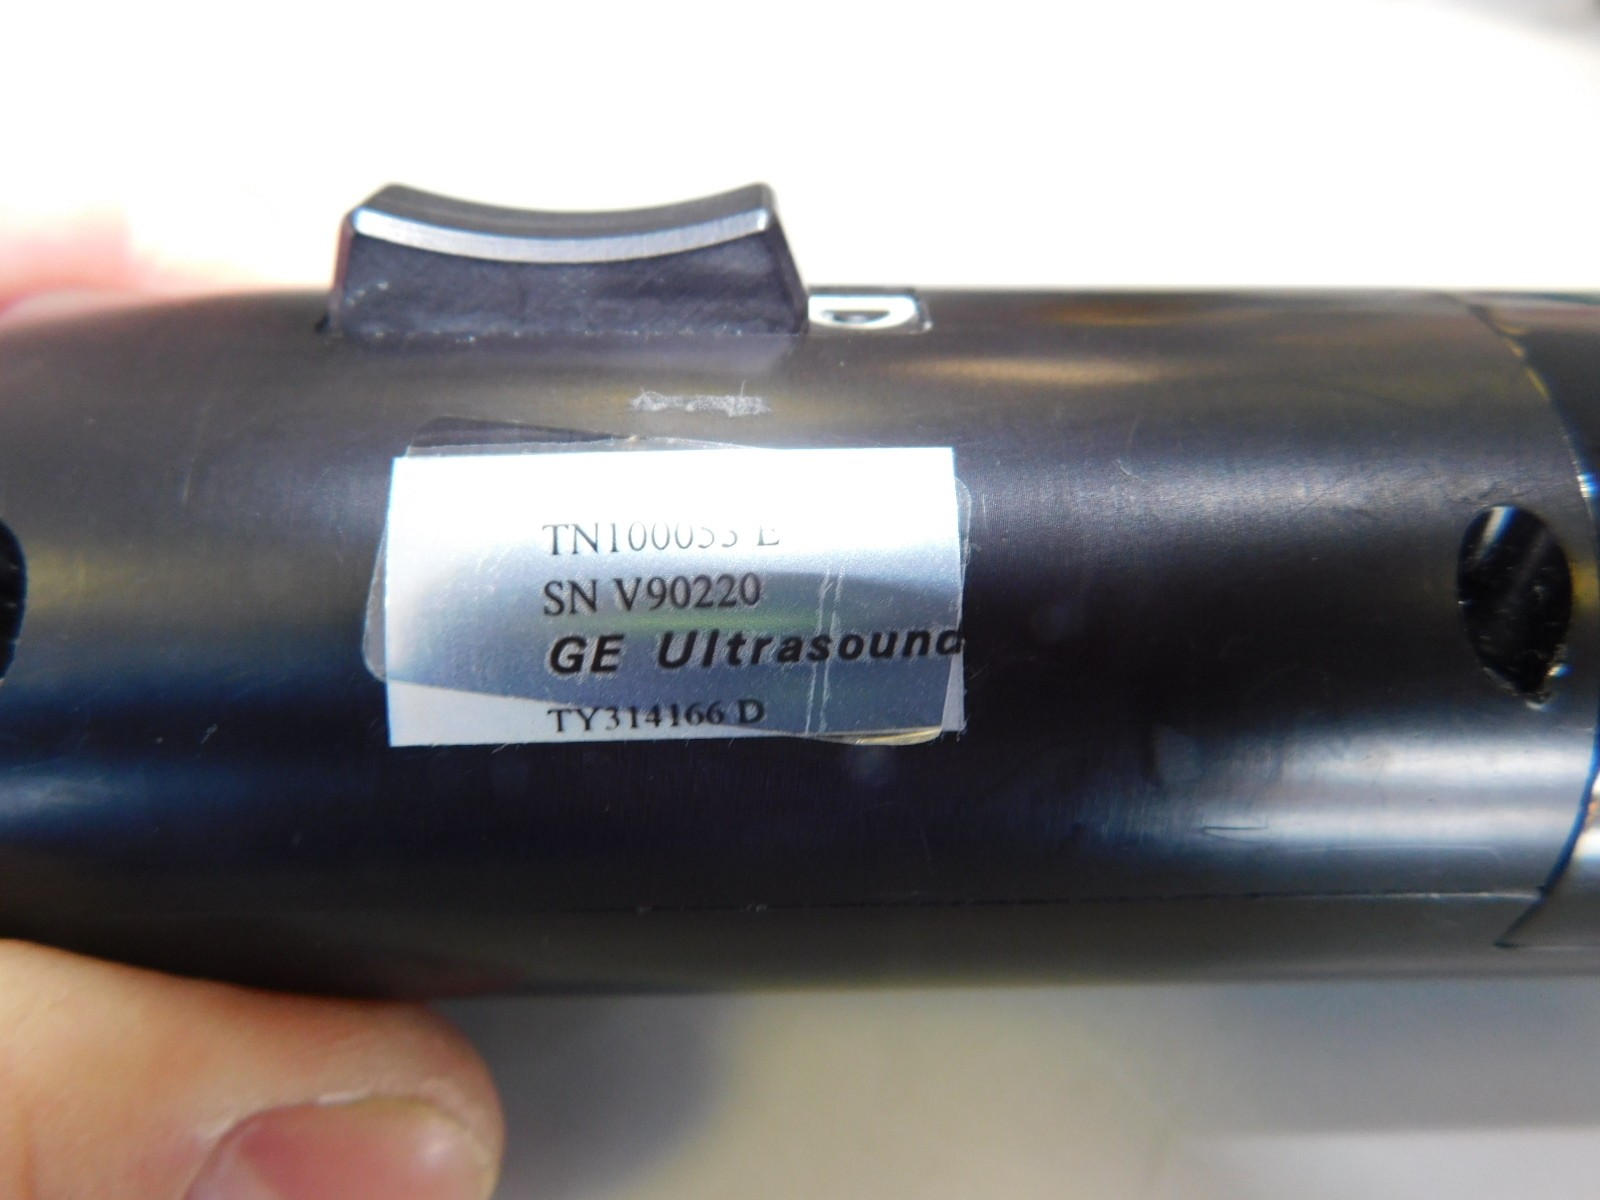 TN100053 E
SN V90220
GE Ultrasound
TY314166 D